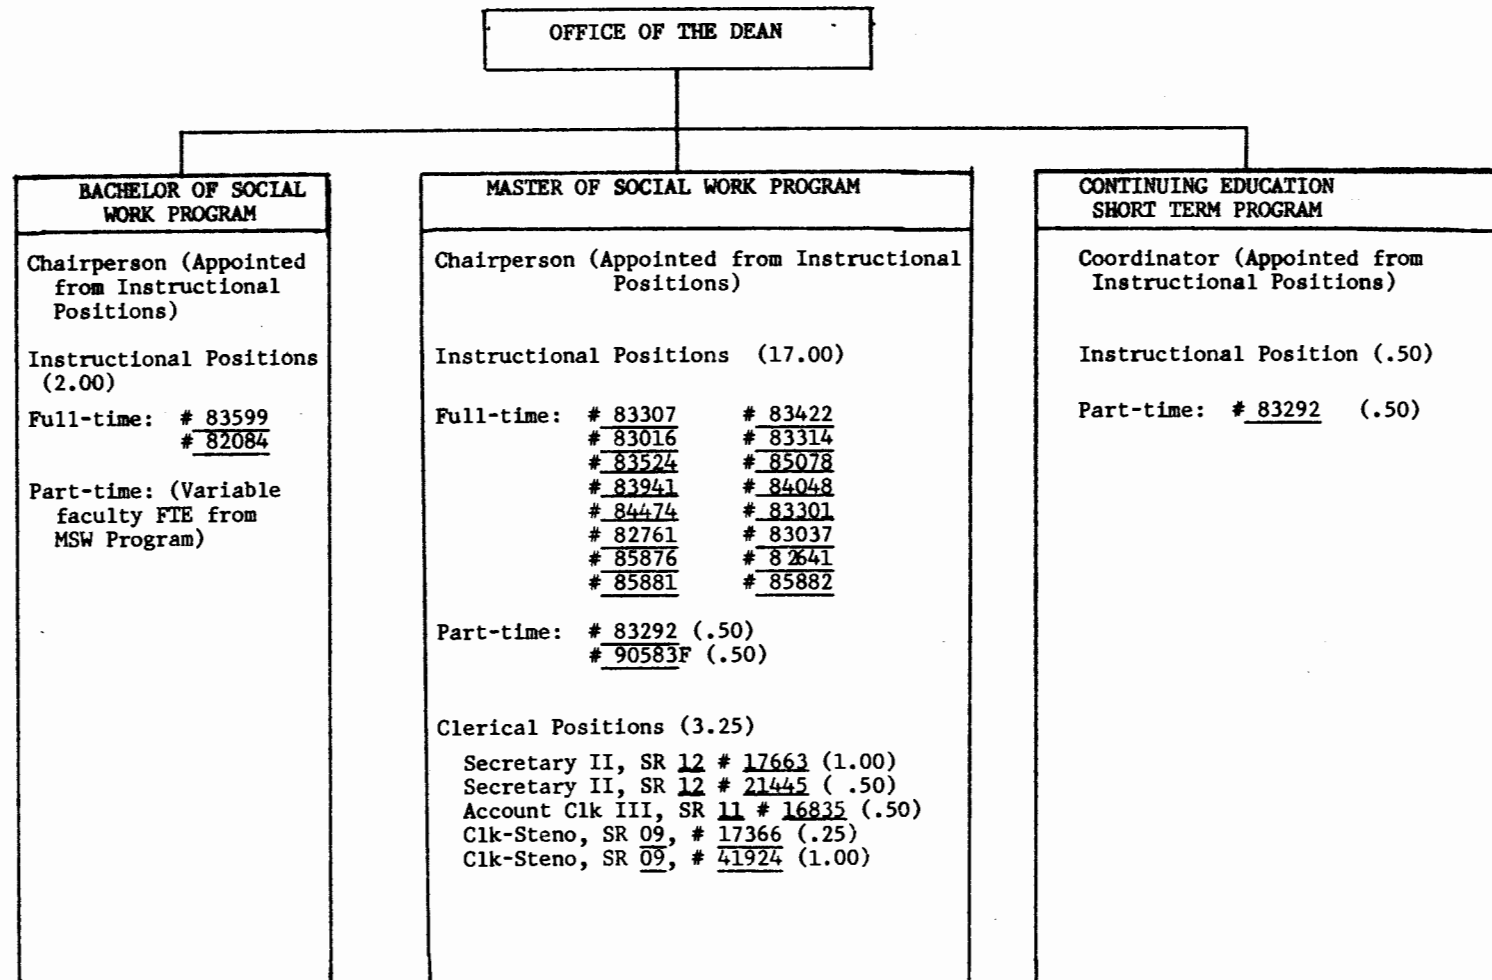 OFFICE OF THE DEAN
BACHELOR OF SOCIAL
WORK PROGRAM
Chairperson (Appointed
from Instructional
Positions)
Instructional Positions
(2.00)
Full-time: # 83599
# 82084
Part-time: (Variable
faculty FTE from
MSW Program)
MASTER OF SOCIAL WORK PROGRAM
Chairperson (Appointed from Instructional
Positions)
Instructional Positions (17.00)
Full-time: # 83307 # 83422
# 83016 # 83314
# 83524 # 85078
# 83941 # 84048
# 84474 # 83301
# 82761 # 83037
# 85876 # 82641
# 85881 # 85882
Part-time: # 83292 (.50)
# 90583F (.50)
Clerical Positions (3.25)
Secretary II, SR 12 # 17663 (1.00)
Secretary II, SR 12 # 21445 ( .50)
Account Clk III, SR 11 # 16835 (.50)
Clk-Steno, SR 09, # 17366 (.25)
Clk-Steno, SR 09, # 41924 (1.00)
CONTINUING EDUCATION
SHORT TERM PROGRAM
Coordinator (Appointed from
Instructional Positions)
Instructional Position (.50)
Part-time: # 83292 (.50)